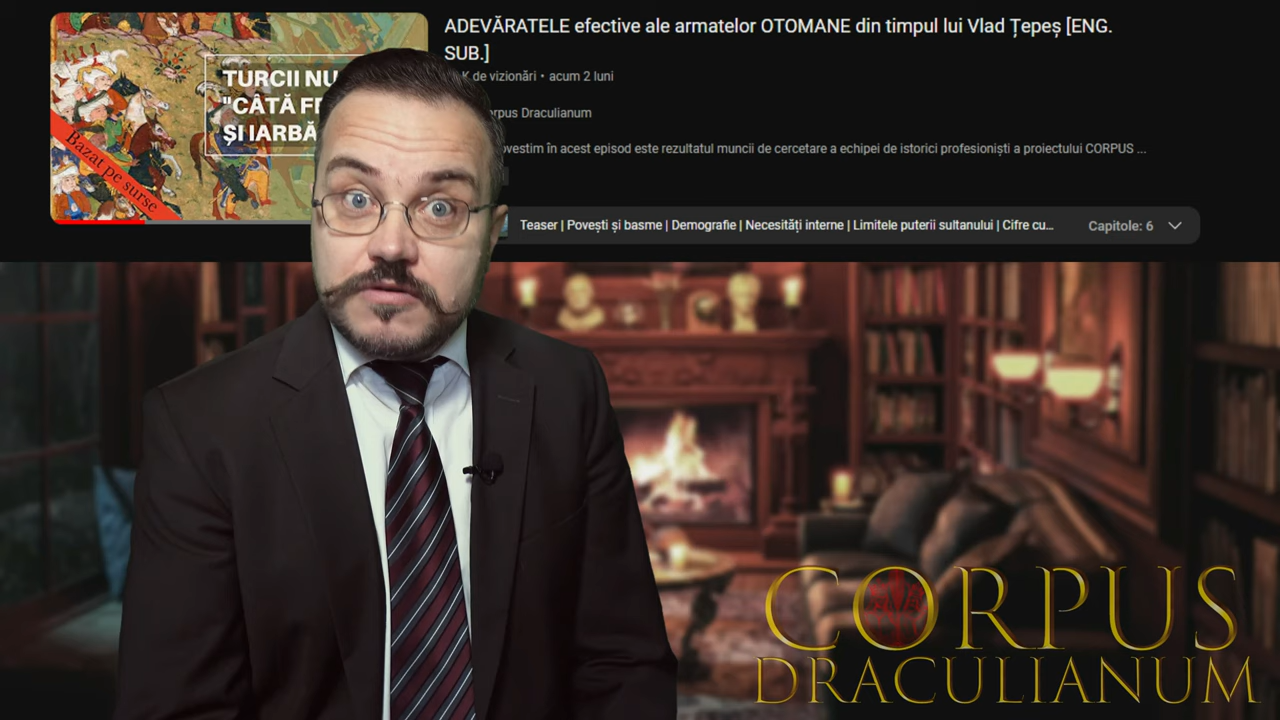 ADEVĂRATELE efective ale armatelor OTOMANE din timpul lui Vlad Țepeș [ENG.
SUB.]
K de vizionări • acum 2 luni
TURCII NU
"CÂTĂ
ȘI IARBĂ
Bazat pe surse
Corpus Draculianum
în acest episod este rezultatul muncii de cercetare a echipei de istorici profesioniști a proiectului CORPUS ...
Teaser | Povești și basme | Demografie | Necesități interne | Limitele puterii sultanului | Cifre cu...
Capitole: 6
CORPUS
DRACULIANUM